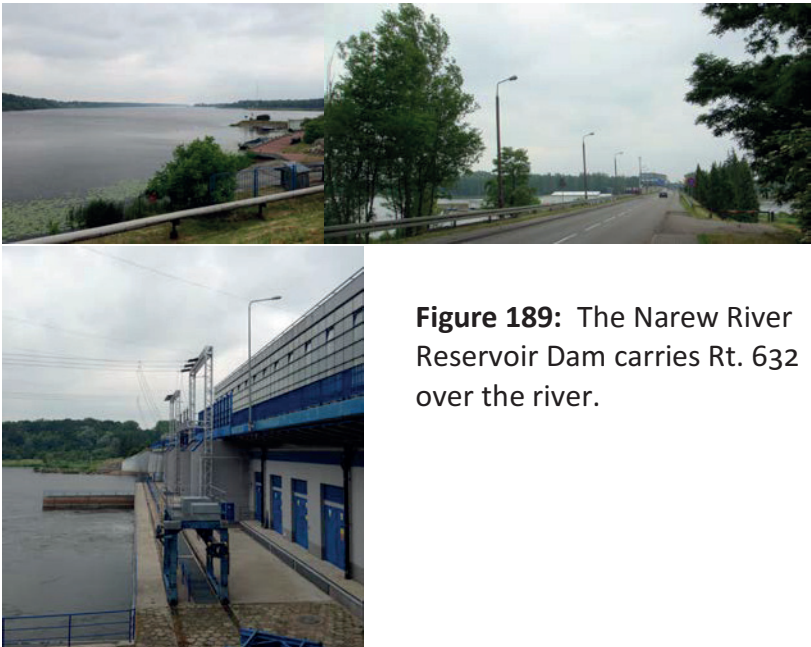 Figure 189: The Narew River
Reservoir Dam carries Rt. 632
over the river.